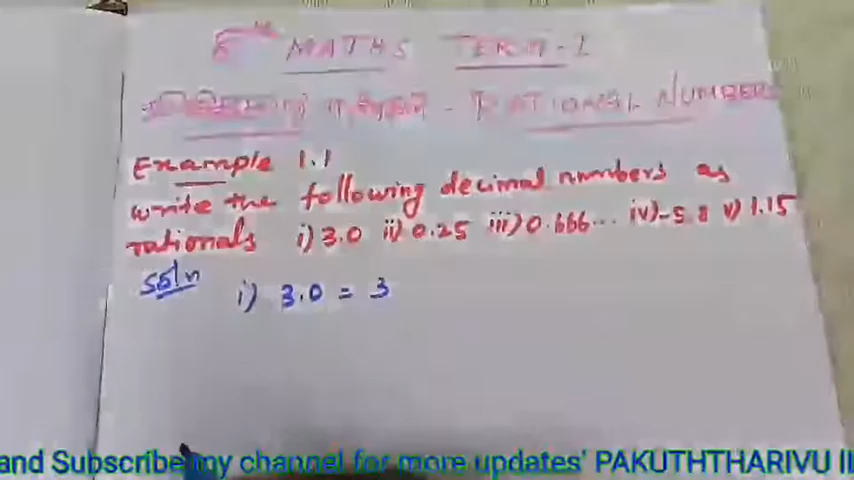 8th MATHS TERM-I
- RATIONAL NUMBERS
Example 1.1
write the following decimal numbers as
rationals i) 3.0 ii) 0.25 iii) 0.666... iv) -5.8 v) 1.15
Soln
i) 3.0 = 3
and Subscribe my channel for more updates' PAKUTHTHARIVU